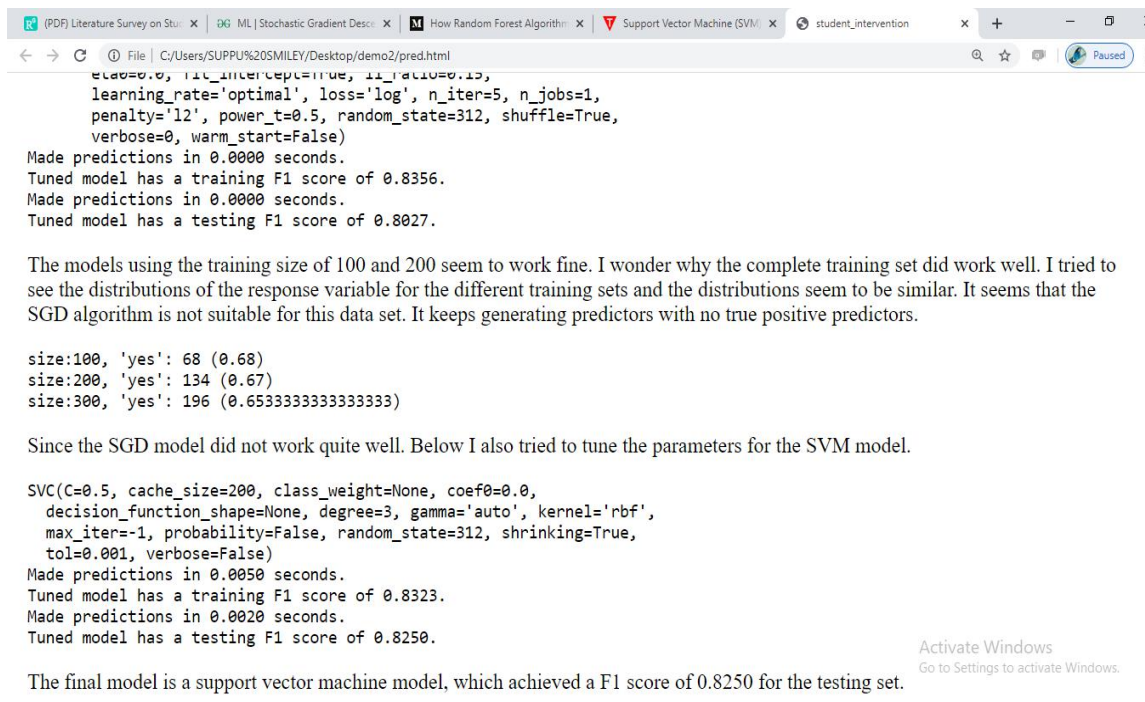 (PDF) Literature Survey on Stu
ML | Stochastic Gradient Desce
How Random Forest Algorithm
Support Vector Machine (SVM)
student_intervention
File C:/Users/SUPPU%20SMILEY/Desktop/demo2/pred.html
Paused
eta0=0.0, fit_intercept=True, l1_ratio=0.15,
learning_rate='optimal', loss='log', n_iter=5, n_jobs=1,
penalty='l2', power_t=0.5, random_state=312, shuffle=True,
verbose=0, warm_start=False)
Made predictions in 0.0000 seconds.
Tuned model has a training F1 score of 0.8356.
Made predictions in 0.0000 seconds.
Tuned model has a testing F1 score of 0.8027.
The models using the training size of 100 and 200 seem to work fine. I wonder why the complete training set did work well. I tried to
see the distributions of the response variable for the different training sets and the distributions seem to be similar. It seems that the
SGD algorithm is not suitable for this data set. It keeps generating predictors with no true positive predictors.
size:100, 'yes': 68 (0.68)
size:200, 'yes': 134 (0.67)
size:300, 'yes': 196 (0.6533333333333333)
Since the SGD model did not work quite well. Below I also tried to tune the parameters for the SVM model.
SVC(C=0.5, cache_size=200, class_weight=None, coef0=0.0,
decision_function_shape=None, degree=3, gamma='auto', kernel='rbf',
max_iter=-1, probability=False, random_state=312, shrinking=True,
tol=0.001, verbose=False)
Made predictions in 0.0050 seconds.
Tuned model has a training F1 score of 0.8323.
Made predictions in 0.0020 seconds.
Tuned model has a testing F1 score of 0.8250.
Activate Windows
Go to Settings to activate Windows.
The final model is a support vector machine model, which achieved a F1 score of 0.8250 for the testing set.